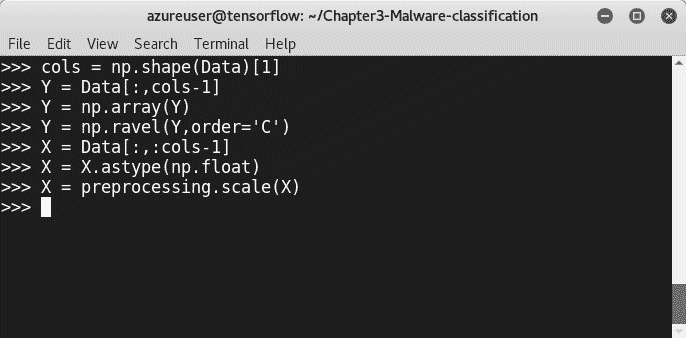 azureuser@tensorflow: ~/Chapter3-Malware-classification
File Edit View Search Terminal Help
>>> cols = np.shape(Data)[1]
>>> Y = Data[:,cols-1]
>>> Y = np.array(Y)
>>> Y = np.ravel(Y,order='C')
>>> X = Data[:,:cols-1]
>>> X = X.astype(np.float)
>>> X = preprocessing.scale(X)
>>>